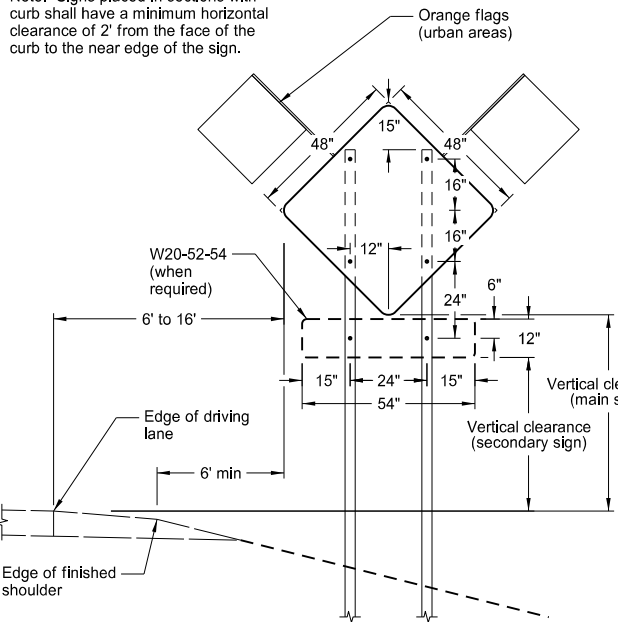 curb shall have a minimum horizontal
clearance of 2' from the face of the
curb to the near edge of the sign.
Orange flags
(urban areas)
15"
48"
48"
16"
12"
16"
W20-52-54
(when
required)
6"
24"
6' to 16'
12"
15"
24"
15"
54"
Vertical
(main
Vertical clearance
(secondary sign)
Edge of driving
lane
6' min
Edge of finished
shoulder